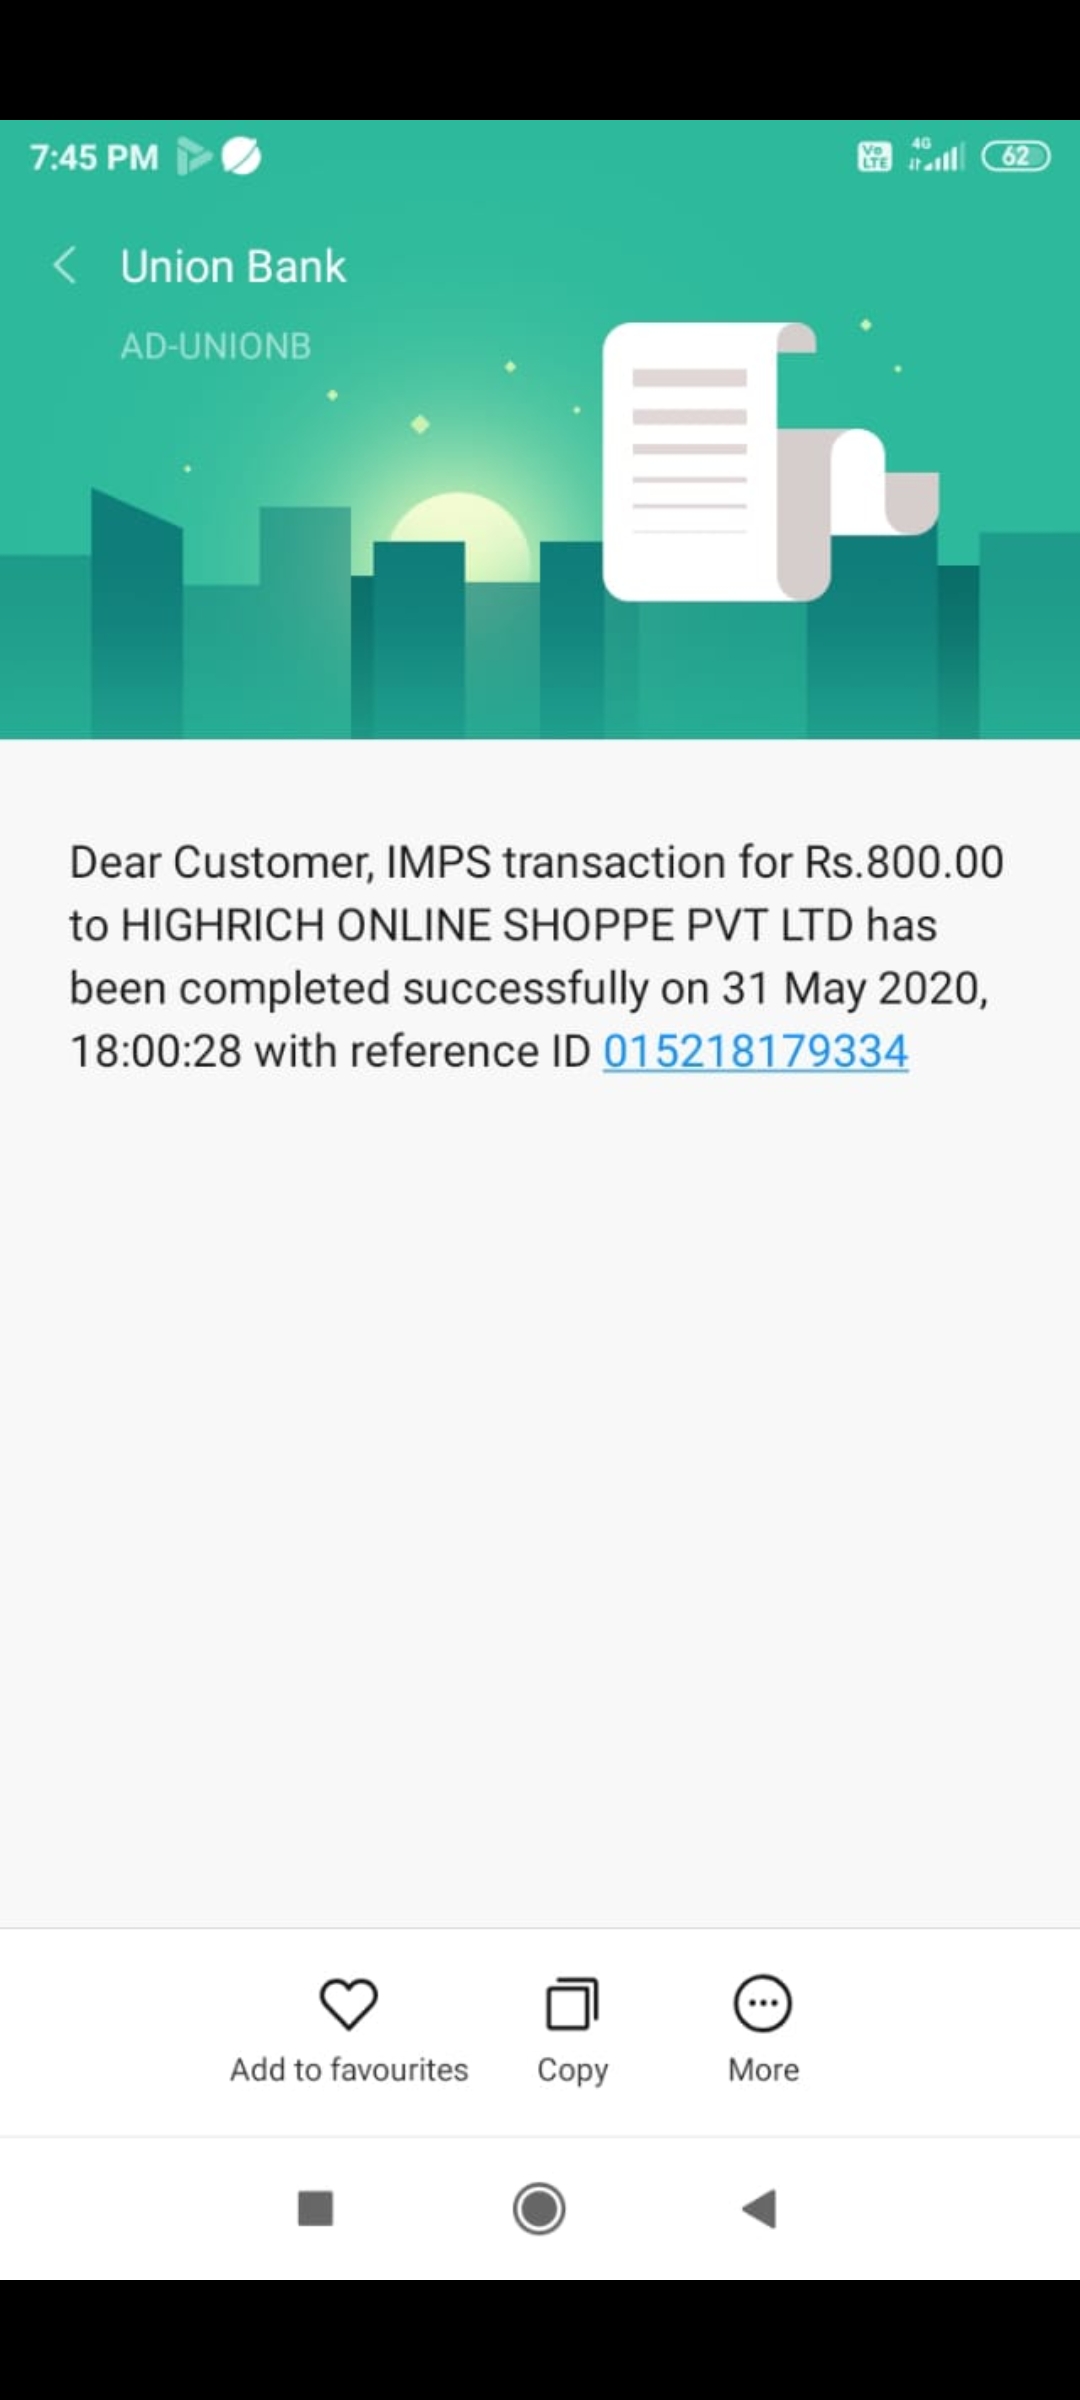 7:45 PM
Vo LTE 4G 62
Union Bank
AD-UNIONB
Dear Customer, IMPS transaction for Rs.800.00
to HIGHRICH ONLINE SHOPPE PVT LTD has
been completed successfully on 31 May 2020,
18:00:28 with reference ID 015218179334
Add to favourites Copy More